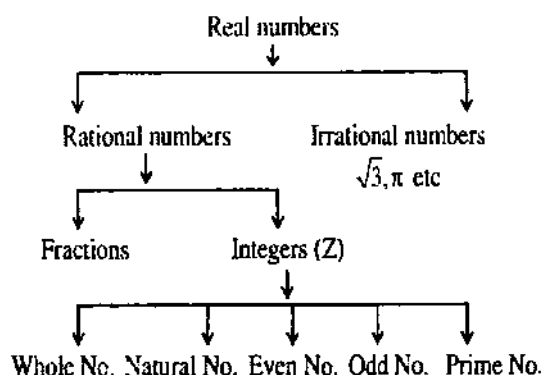 Real numbers
Rational numbers Irrational numbers
√3, π etc
Fractions Integers (Z)
Whole No. Natural No. Even No. Odd No. Prime No.